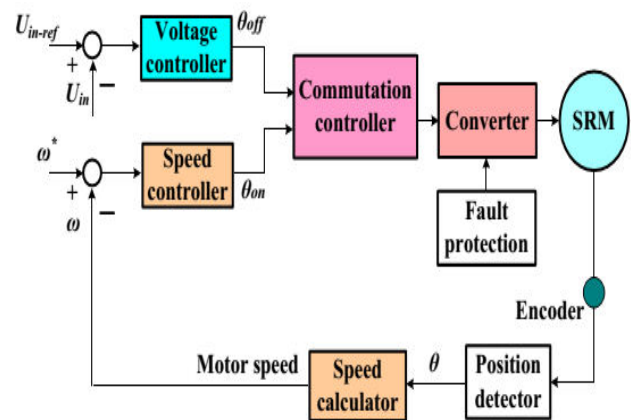 U_in-ref
+
U_in
−
Voltage
controller
θ_off
ω*
+
ω
−
Speed
controller
θ_on
Commutation
controller
Converter
SRM
Fault
protection
Encoder
Position
detector
θ
Speed
calculator
Motor speed